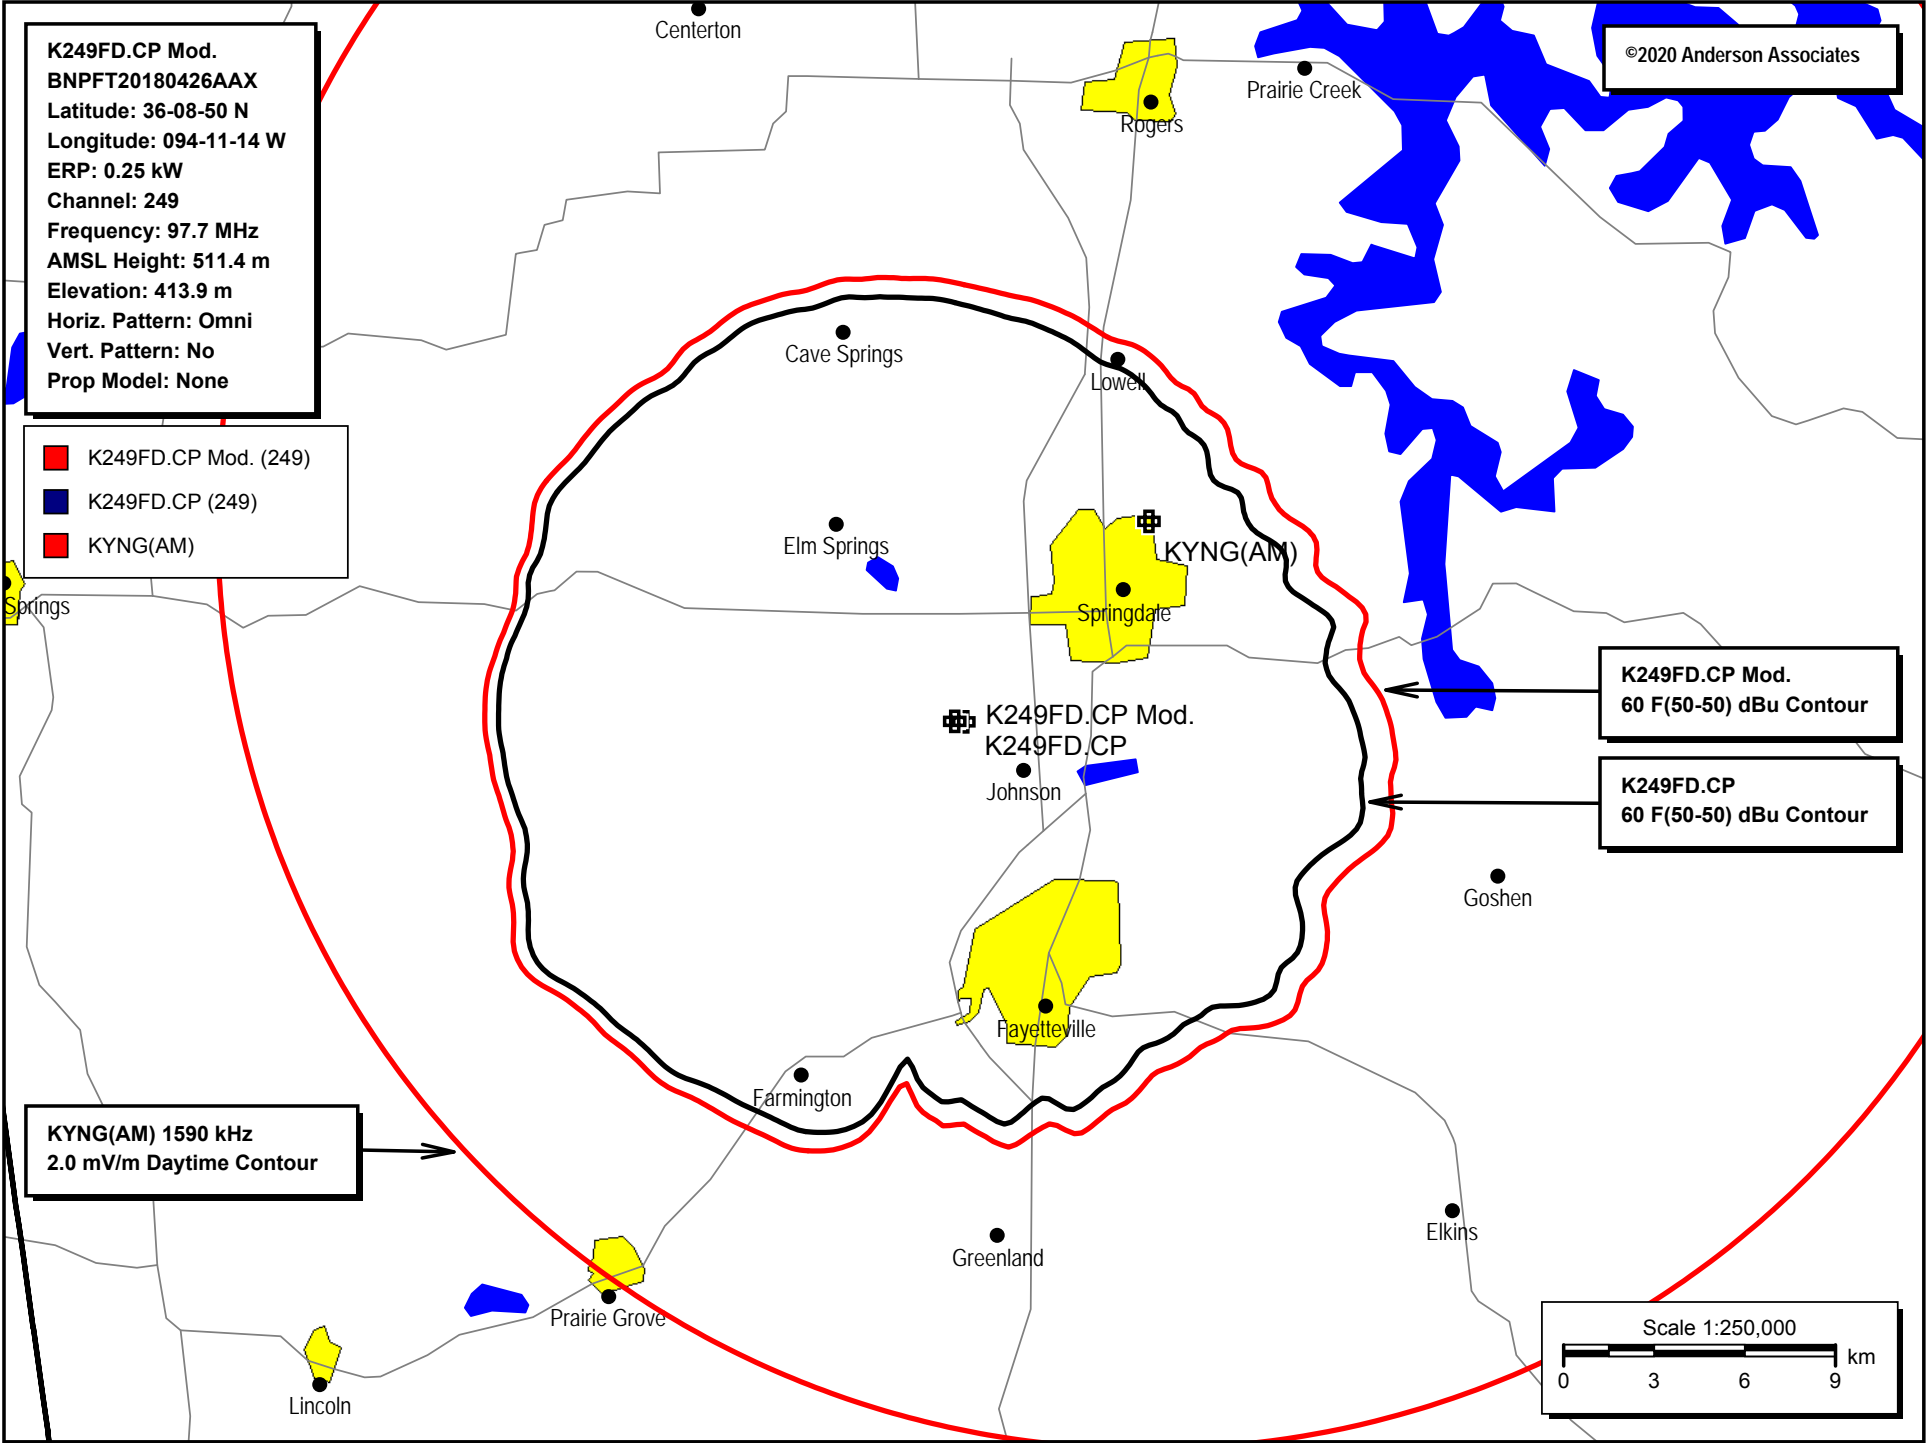 K249FD.CP Mod.
BNPFT20180426AAX
Latitude: 36-08-50 N
Longitude: 094-11-14 W
ERP: 0.25 kW
Channel: 249
Frequency: 97.7 MHz
AMSL Height: 511.4 m
Elevation: 413.9 m
Horiz. Pattern: Omni
Vert. Pattern: No
Prop Model: None
K249FD.CP Mod. (249)
K249FD.CP (249)
KYNG(AM)
©2020 Anderson Associates
Centerton
Rogers
Prairie Creek
Cave Springs
Lowell
Elm Springs
KYNG(AM)
Springdale
Springs
K249FD.CP Mod.
K249FD.CP
Johnson
K249FD.CP Mod.
60 F(50-50) dBu Contour
K249FD.CP
60 F(50-50) dBu Contour
Goshen
Fayetteville
Farmington
KYNG(AM) 1590 kHz
2.0 mV/m Daytime Contour
Greenland
Elkins
Prairie Grove
Lincoln
Scale 1:250,000
km
0 3 6 9